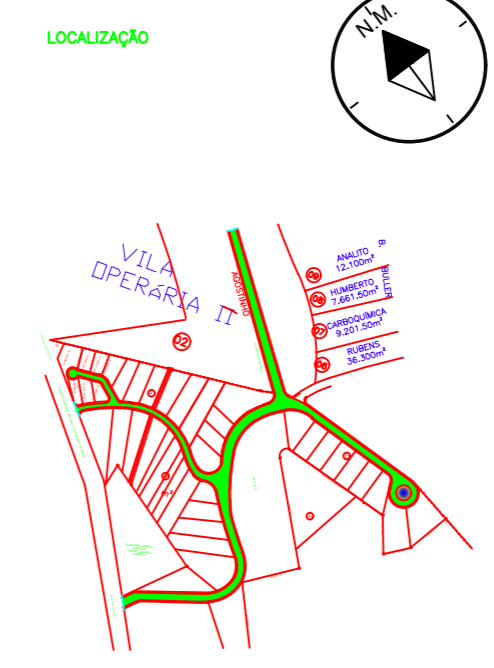 LOCALIZAÇÃO
N.M.
VILA
OPERáRIA II
AGOSTINHO
B. BULLER
09
ANALITO
12.100m²
08
HUMBERTO
7.661.50m²
07
CARBOQUÍMICA
9.201.50m²
06
RUBENS
36.300m²
02